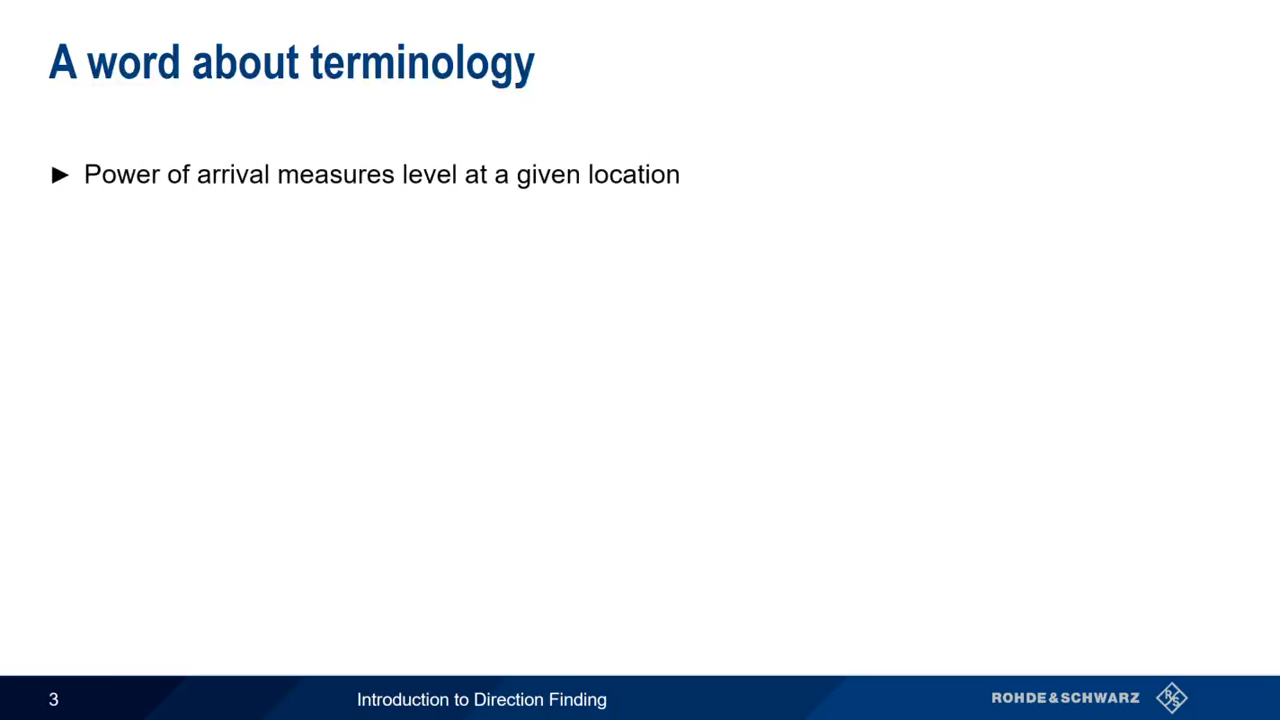 A word about terminology
► Power of arrival measures level at a given location
3
Introduction to Direction Finding
ROHDE&SCHWARZ
R&S